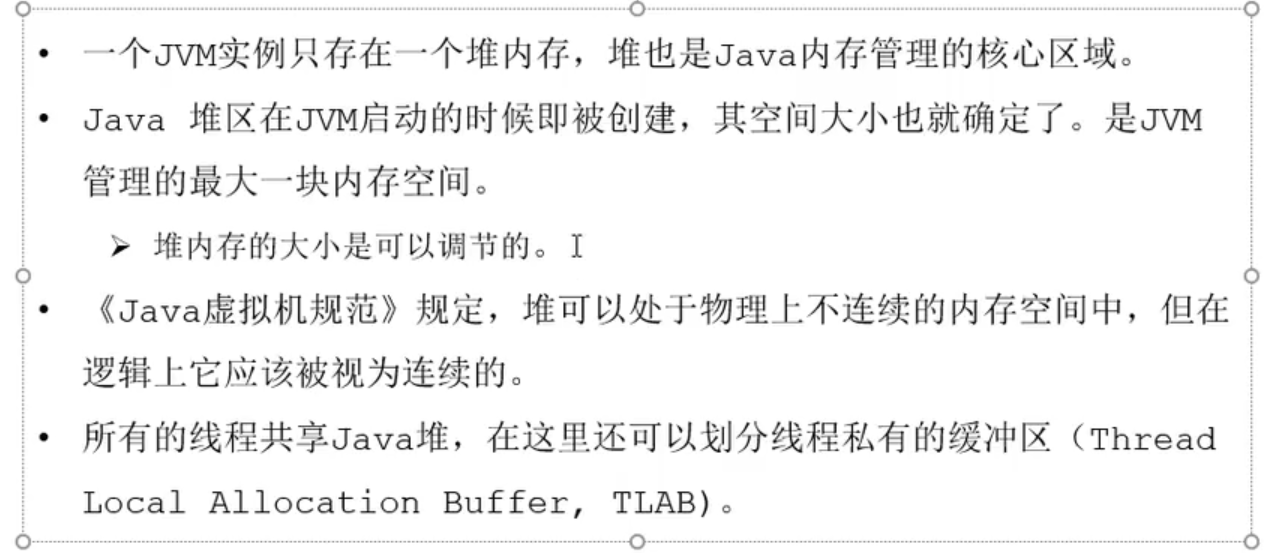 • 一个JVM实例只存在一个堆内存，堆也是Java内存管理的核心区域。
• Java 堆区在JVM启动的时候即被创建，其空间大小也就确定了。是JVM
管理的最大一块内存空间。
➢ 堆内存的大小是可以调节的。
• 《Java虚拟机规范》规定，堆可以处于物理上不连续的内存空间中，但在
逻辑上它应该被视为连续的。
• 所有的线程共享Java堆，在这里还可以划分线程私有的缓冲区（Thread
Local Allocation Buffer, TLAB)。